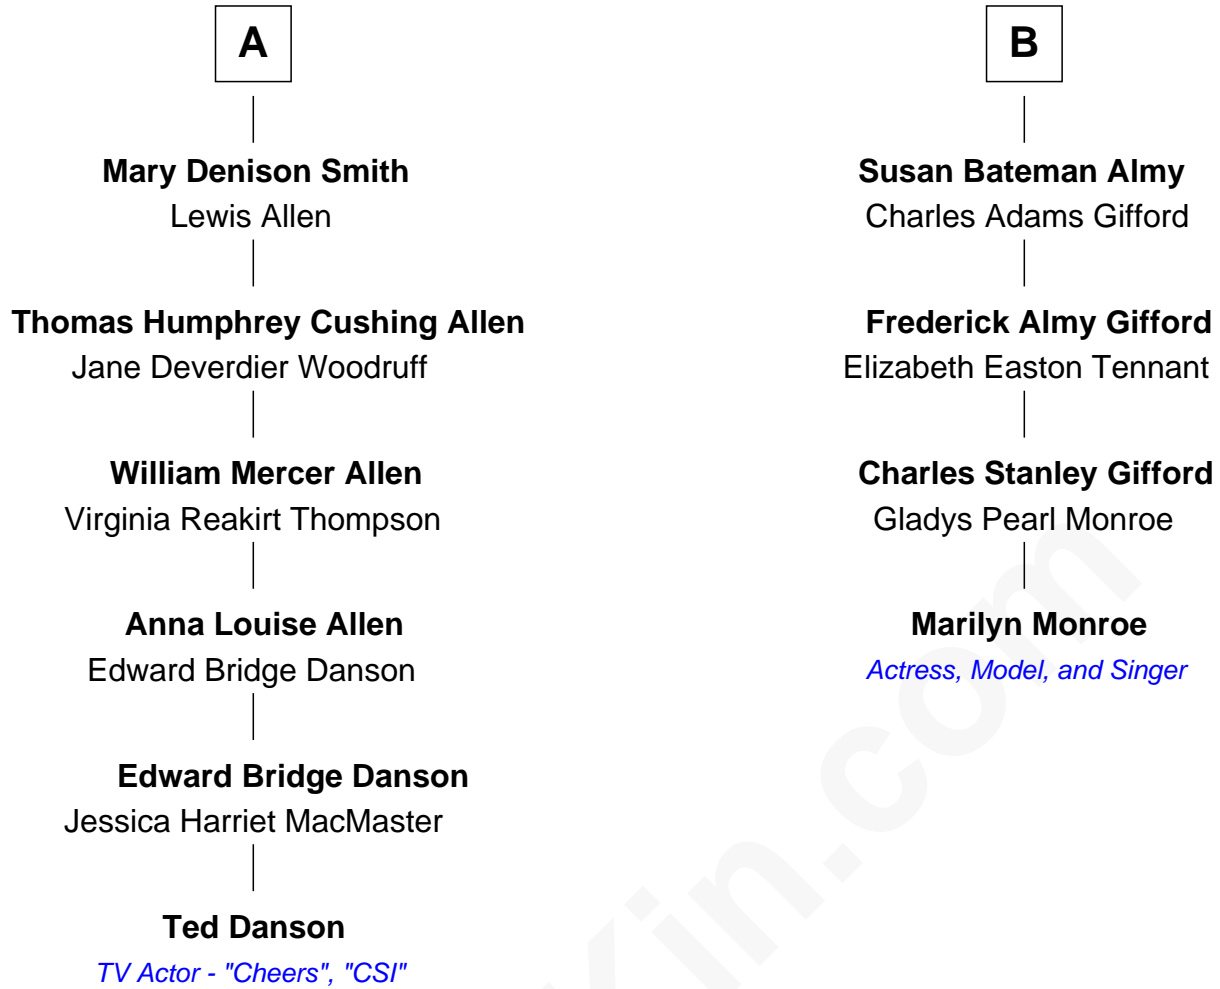 A
Mary Denison Smith
Lewis Allen
Thomas Humphrey Cushing Allen
Jane Deverdier Woodruff
William Mercer Allen
Virginia Reakirt Thompson
Anna Louise Allen
Edward Bridge Danson
Edward Bridge Danson
Jessica Harriet MacMaster
Ted Danson
TV Actor - "Cheers", "CSI"
B
Susan Bateman Almy
Charles Adams Gifford
Frederick Almy Gifford
Elizabeth Easton Tennant
Charles Stanley Gifford
Gladys Pearl Monroe
Marilyn Monroe
Actress, Model, and Singer
Kin.com